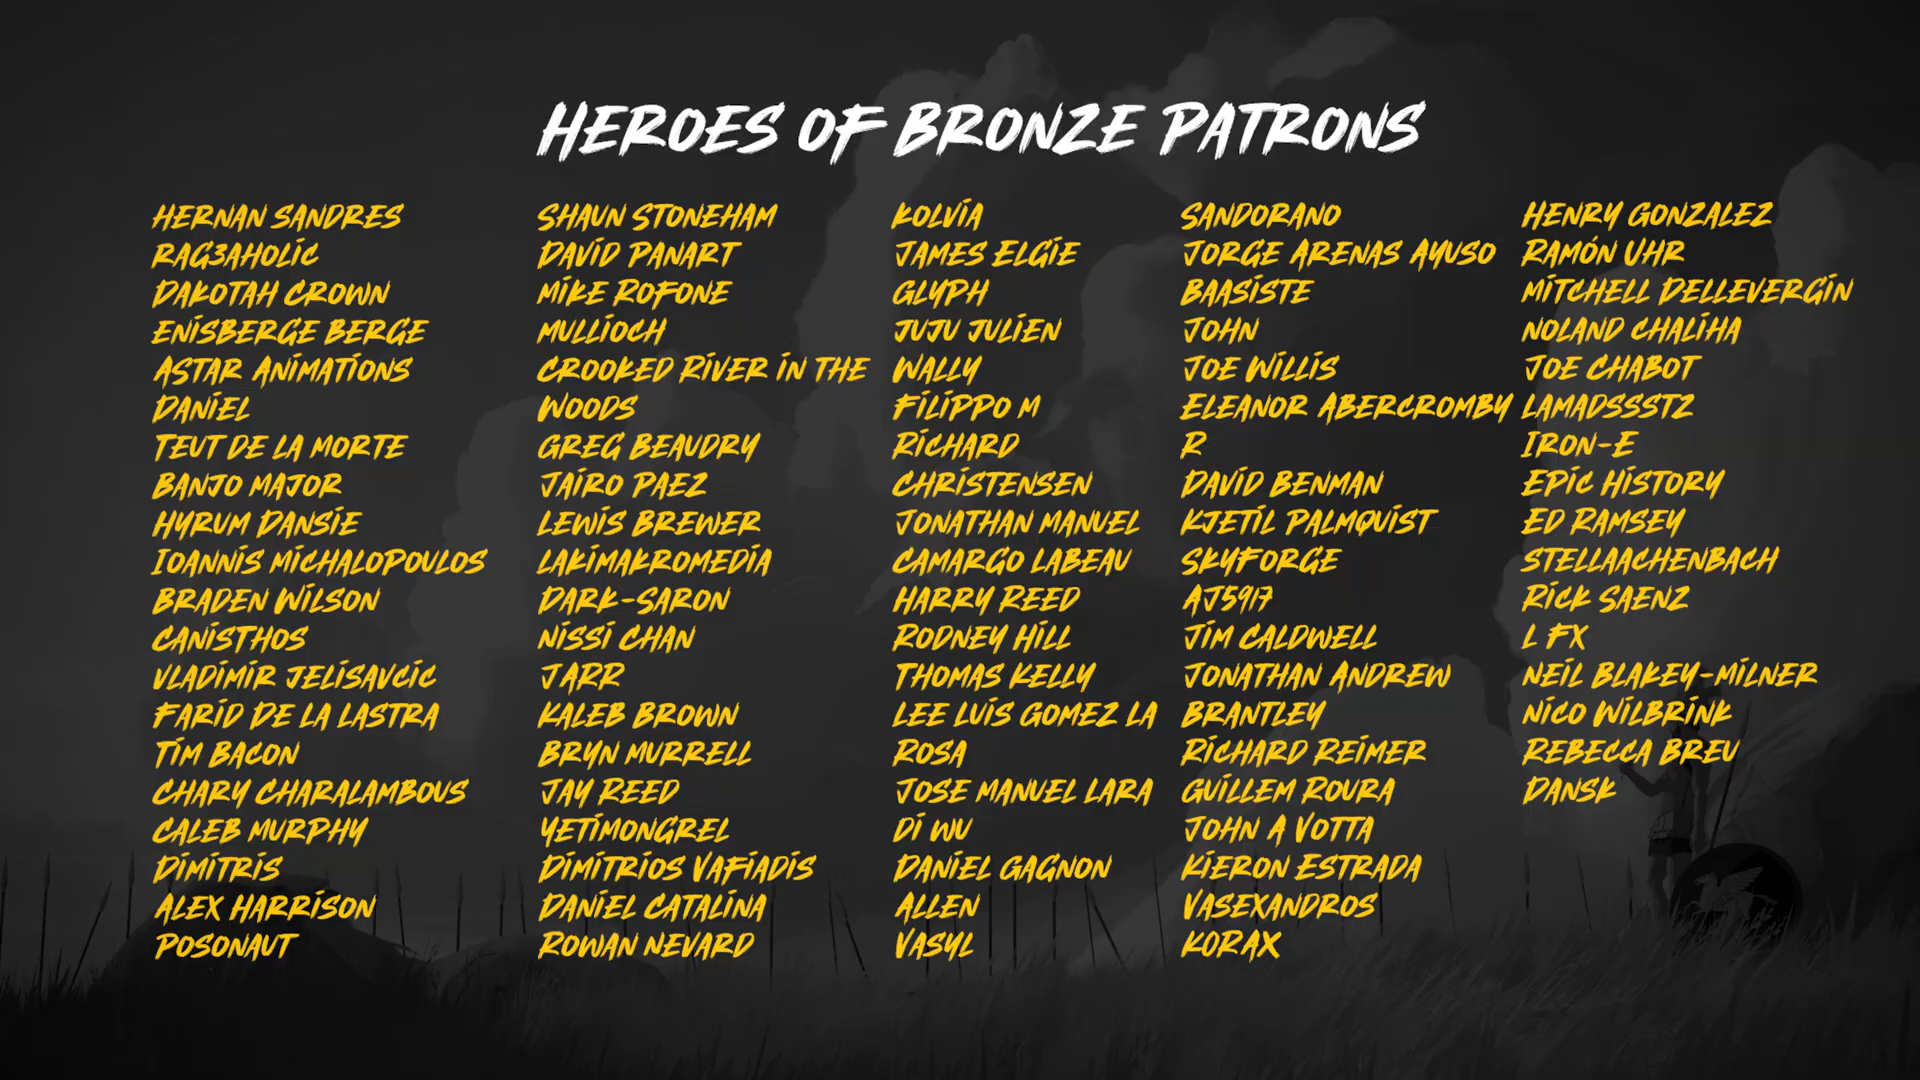 HEROES OF BRONZE PATRONS
HERNAN SANDRES
RAG3AHOLIC
DAKOTAH CROWN
ENISBERGE BERGE
ASTAR ANIMATIONS
DANIEL
TEUT DE LA MORTE
BANJO MAJOR
HYRUM DANSIE
IOANNIS MICHALOPOULOS
BRADEN WILSON
CANISTHOS
VLADIMIR JELISAVCIC
FARID DE LA LASTRA
TIM BACON
CHARY CHARALAMBOUS
CALEB MURPHY
DIMITRIS
ALEX HARRISON
POSONAUT
SHAUN STONEHAM
DAVID PANART
MIKE ROFONE
MULLIOCH
CROOKED RIVER IN THE
WOODS
GREG BEAUDRY
JAIRO PAEZ
LEWIS BREWER
LAKIMAKROMEDIA
DARK-SARON
NISSI CHAN
JARR
KALEB BROWN
BRYN MURRELL
JAY REED
YETIMONGREL
DIMITRIOS VAFIADIS
DANIEL CATALINA
ROWAN NEVARD
KOLVIA
JAMES ELGIE
GLYPH
JUJU JULIEN
WALLY
FILIPPO M
RICHARD
CHRISTENSEN
JONATHAN MANUEL
CAMARGO LABEAU
HARRY REED
RODNEY HILL
THOMAS KELLY
LEE LUIS GOMEZ LA
ROSA
JOSE MANUEL LARA
DI WU
DANIEL GAGNON
ALLEN
VASYL
SANDORANO
JORGE ARENAS AYUSO
BAASISTE
JOHN
JOE WILLIS
ELEANOR ABERCROMBY
R
DAVID BENMAN
KJETIL PALMQUIST
SKYFORGE
AJ5917
JIM CALDWELL
JONATHAN ANDREW
BRANTLEY
RICHARD REIMER
GUILLEM ROURA
JOHN A VOTTA
KIERON ESTRADA
VASEXANDROS
KORAX
HENRY GONZALEZ
RAMÓN UHR
MITCHELL DELLEVERGIN
NOLAND CHALIHA
JOE CHABOT
LAMADSSSTZ
IRON-E
EPIC HISTORY
ED RAMSEY
STELLAACHENBACH
RICK SAENZ
L FX
NEIL BLAKEY-MILNER
NICO WILBRINK
REBECCA BREU
DANSK